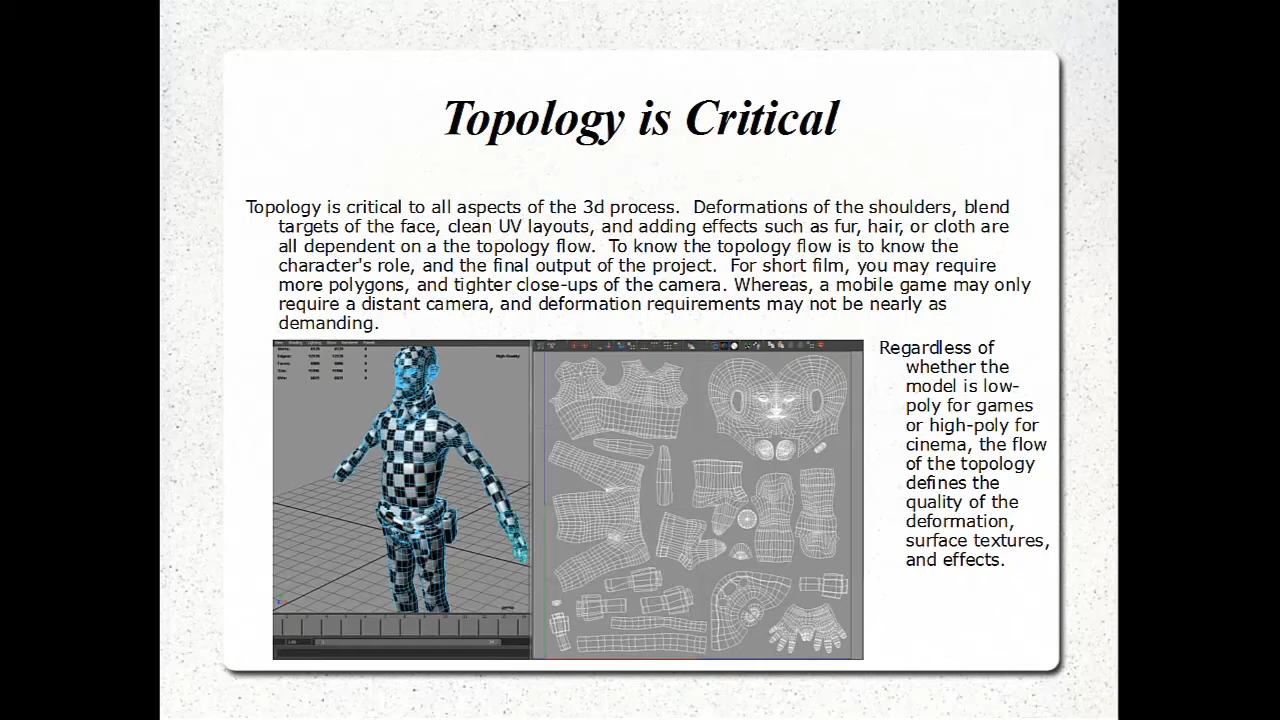 Topology is Critical
Topology is critical to all aspects of the 3d process.  Deformations of the shoulders, blend
targets of the face, clean UV layouts, and adding effects such as fur, hair, or cloth are
all dependent on a the topology flow.  To know the topology flow is to know the
character's role, and the final output of the project.  For short film, you may require
more polygons, and tighter close-ups of the camera. Whereas, a mobile game may only
require a distant camera, and deformation requirements may not be nearly as
demanding.
Regardless of
whether the
model is low-
poly for games
or high-poly for
cinema, the flow
of the topology
defines the
quality of the
deformation,
surface textures,
and effects.
High Quality